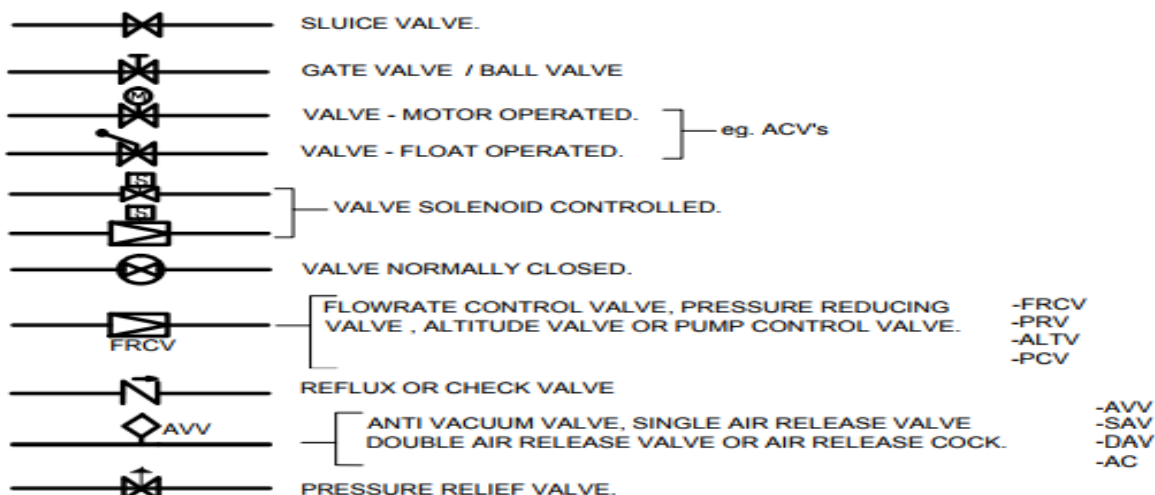 SLUICE VALVE.
GATE VALVE / BALL VALVE
M
VALVE - MOTOR OPERATED.
eg. ACV's
VALVE - FLOAT OPERATED.
S
VALVE SOLENOID CONTROLLED.
S
VALVE NORMALLY CLOSED.
FLOWRATE CONTROL VALVE, PRESSURE REDUCING
VALVE , ALTITUDE VALVE OR PUMP CONTROL VALVE.
-FRCV
-PRV
-ALTV
-PCV
FRCV
REFLUX OR CHECK VALVE
AVV
ANTI VACUUM VALVE, SINGLE AIR RELEASE VALVE
DOUBLE AIR RELEASE VALVE OR AIR RELEASE COCK.
-AVV
-SAV
-DAV
-AC
PRESSURE RELIEF VALVE.